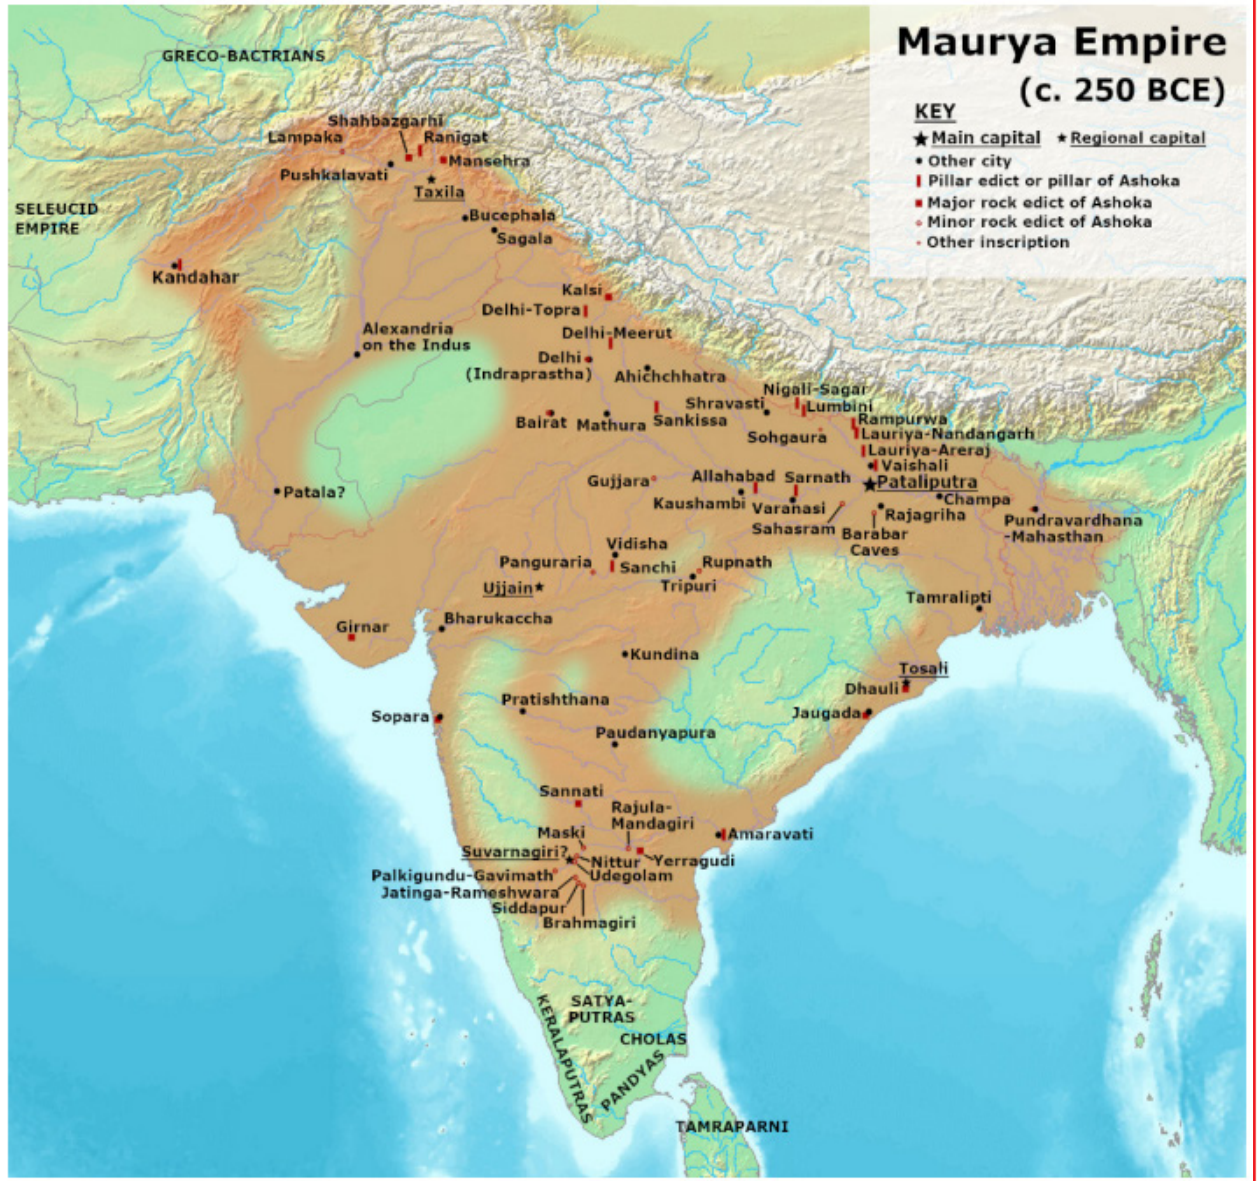 Maurya Empire
(c. 250 BCE)
KEY
Main capital
Regional capital
Other city
Pillar edict or pillar of Ashoka
Major rock edict of Ashoka
Minor rock edict of Ashoka
Other inscription
GRECO-BACTRIANS
Shahbazgarhi
Lampaka
Ranigat
Mansehra
Pushkalavati
Taxila
SELEUCID
EMPIRE
Bucephala
Sagala
Kandahar
Kalsi
Delhi-Topra
Alexandria
on the Indus
Delhi-Meerut
Delhi
(Indraprastha)
Ahichchhatra
Nigali-Sagar
Shravasti
Lumbini
Bairat
Mathura
Sankissa
Rampurwa
Sohgaura
Lauriya-Nandangarh
Lauriya-Areraj
Vaishali
Gujjara
Allahabad
Sarnath
Pataliputra
Patala?
Kaushambi
Varanasi
Champa
Sahasram
Rajagriha
Barabar
Caves
Pundravardhana
-Mahasthan
Vidisha
Panguraria
Sanchi
Rupnath
Ujjain
Tripuri
Tamralipti
Bharukaccha
Girnar
Kundina
Tosali
Dhauli
Pratishthana
Sopara
Jaugada
Paudanyapura
Sannati
Rajula-
Mandagiri
Maski
Amaravati
Suvarnagiri?
Nittur
Yerragudi
Palkigundu-Gavimath
Udegolam
Jatinga-Rameshwara
Siddapur
Brahmagiri
SATYA-
PUTRAS
KERALAPUTRAS
CHOLAS
PANDYAS
TAMRAPARNI